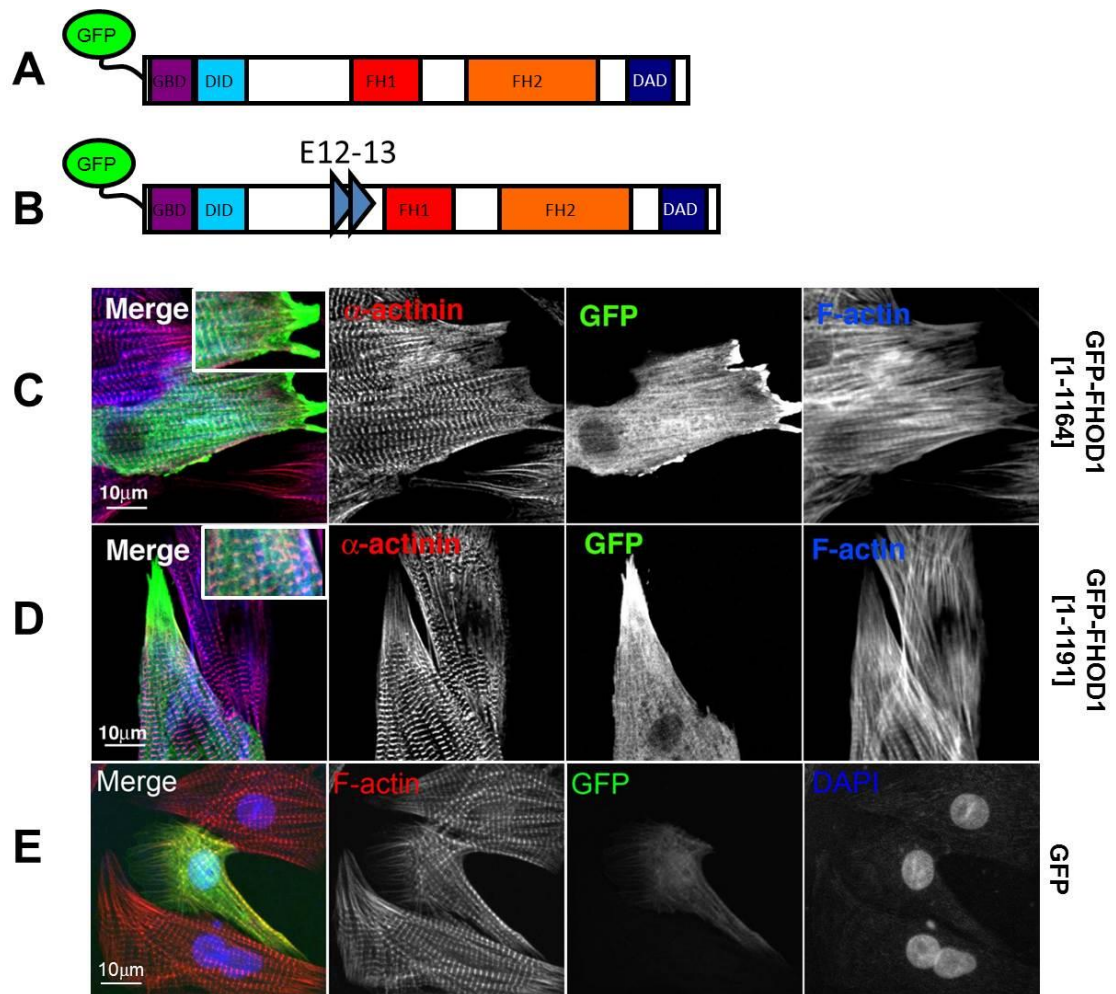 A
GFP
GBD DID FH1 FH2 DAD
E12-13
B
GFP
GBD DID FH1 FH2 DAD
C
Merge α-actinin GFP F-actin
10μm
GFP-FHOD1
[1-1164]
D
Merge α-actinin GFP F-actin
10μm
GFP-FHOD1
[1-1191]
E
Merge F-actin GFP DAPI
10μm
GFP